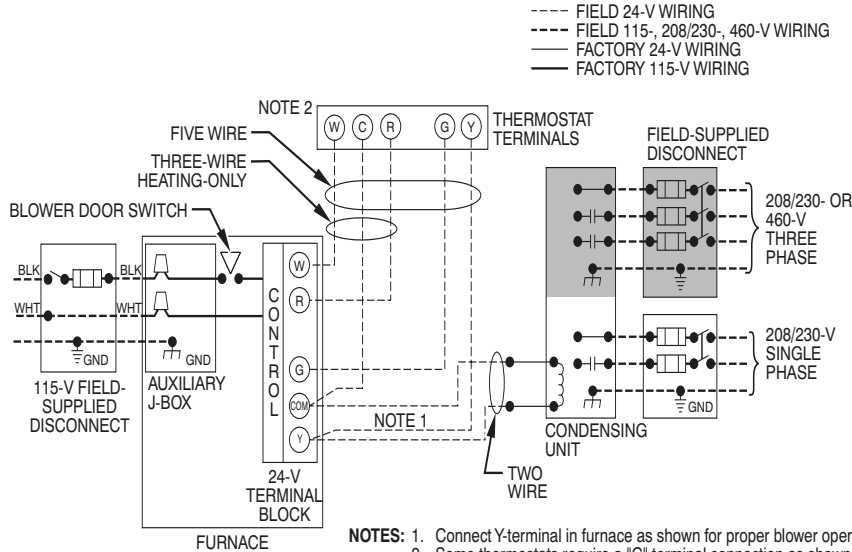 FIELD 24-V WIRING
FIELD 115-, 208/230-, 460-V WIRING
FACTORY 24-V WIRING
FACTORY 115-V WIRING
NOTE 2
W C R G Y
THERMOSTAT
TERMINALS
FIVE WIRE
THREE-WIRE
HEATING-ONLY
BLOWER DOOR SWITCH
FIELD-SUPPLIED
DISCONNECT
208/230- OR
460-V
THREE
PHASE
BLK
BLK
WHT
WHT
GND
GND
115-V FIELD-
SUPPLIED
DISCONNECT
AUXILIARY
J-BOX
CONTROL
W
R
G
COM
Y
NOTE 1
24-V
TERMINAL
BLOCK
FURNACE
TWO
WIRE
CONDENSING
UNIT
GND
208/230-V
SINGLE
PHASE
NOTES: 1. Connect Y-terminal in furnace as shown for proper blower oper
2. Some thermostats require a "C" terminal connection as shown